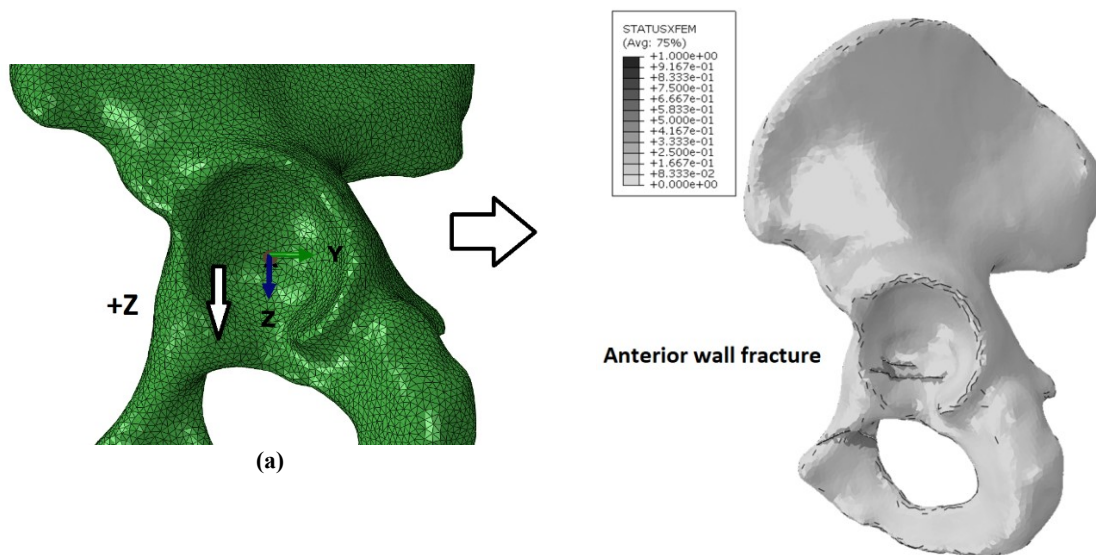 +Z
Y
Z
(a)
STATUSXFEM
(Avg: 75%)
+1.000e+00
+9.167e-01
+8.333e-01
+7.500e-01
+6.667e-01
+5.833e-01
+5.000e-01
+4.167e-01
+3.333e-01
+2.500e-01
+1.667e-01
+8.333e-02
+0.000e+00
Anterior wall fracture